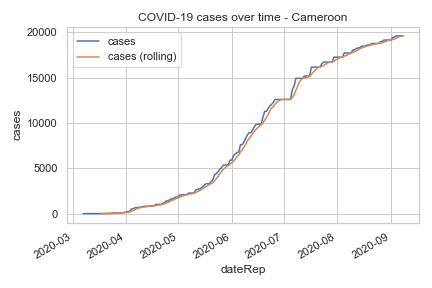 COVID-19 cases over time - Cameroon
cases
cases (rolling)
20000
15000
10000
5000
0
cases
2020-03
2020-04
2020-05
2020-06
2020-07
2020-08
2020-09
dateRep